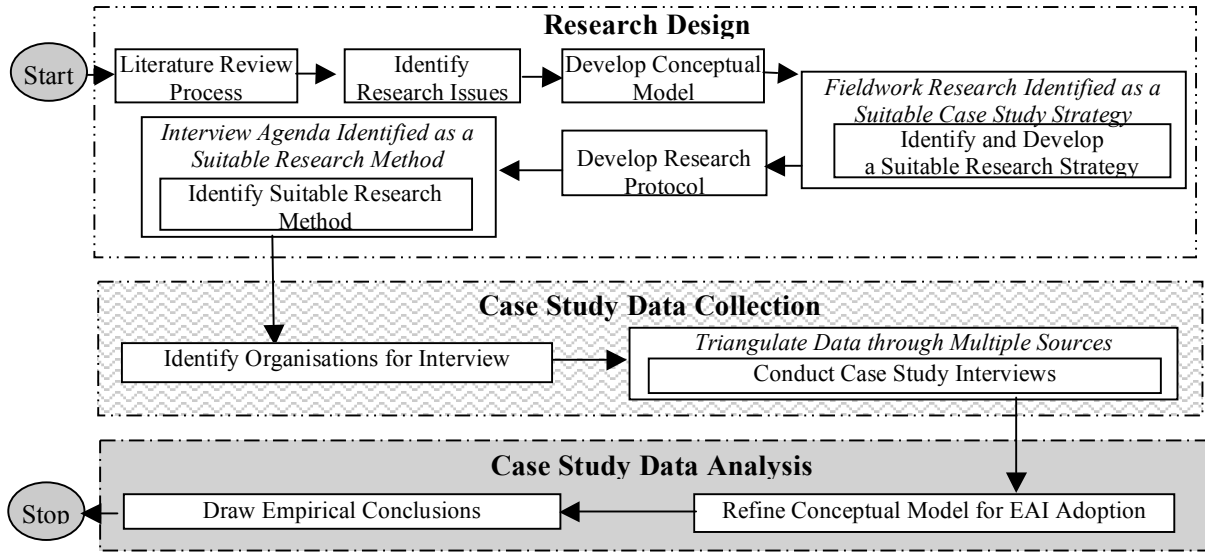 Research Design
Start
Literature Review
Process
Identify
Research Issues
Develop Conceptual
Model
Fieldwork Research Identified as a
Suitable Case Study Strategy
Identify and Develop
a Suitable Research Strategy
Develop Research
Protocol
Interview Agenda Identified as a
Suitable Research Method
Identify Suitable Research
Method
Case Study Data Collection
Identify Organisations for Interview
Triangulate Data through Multiple Sources
Conduct Case Study Interviews
Case Study Data Analysis
Refine Conceptual Model for EAI Adoption
Draw Empirical Conclusions
Stop